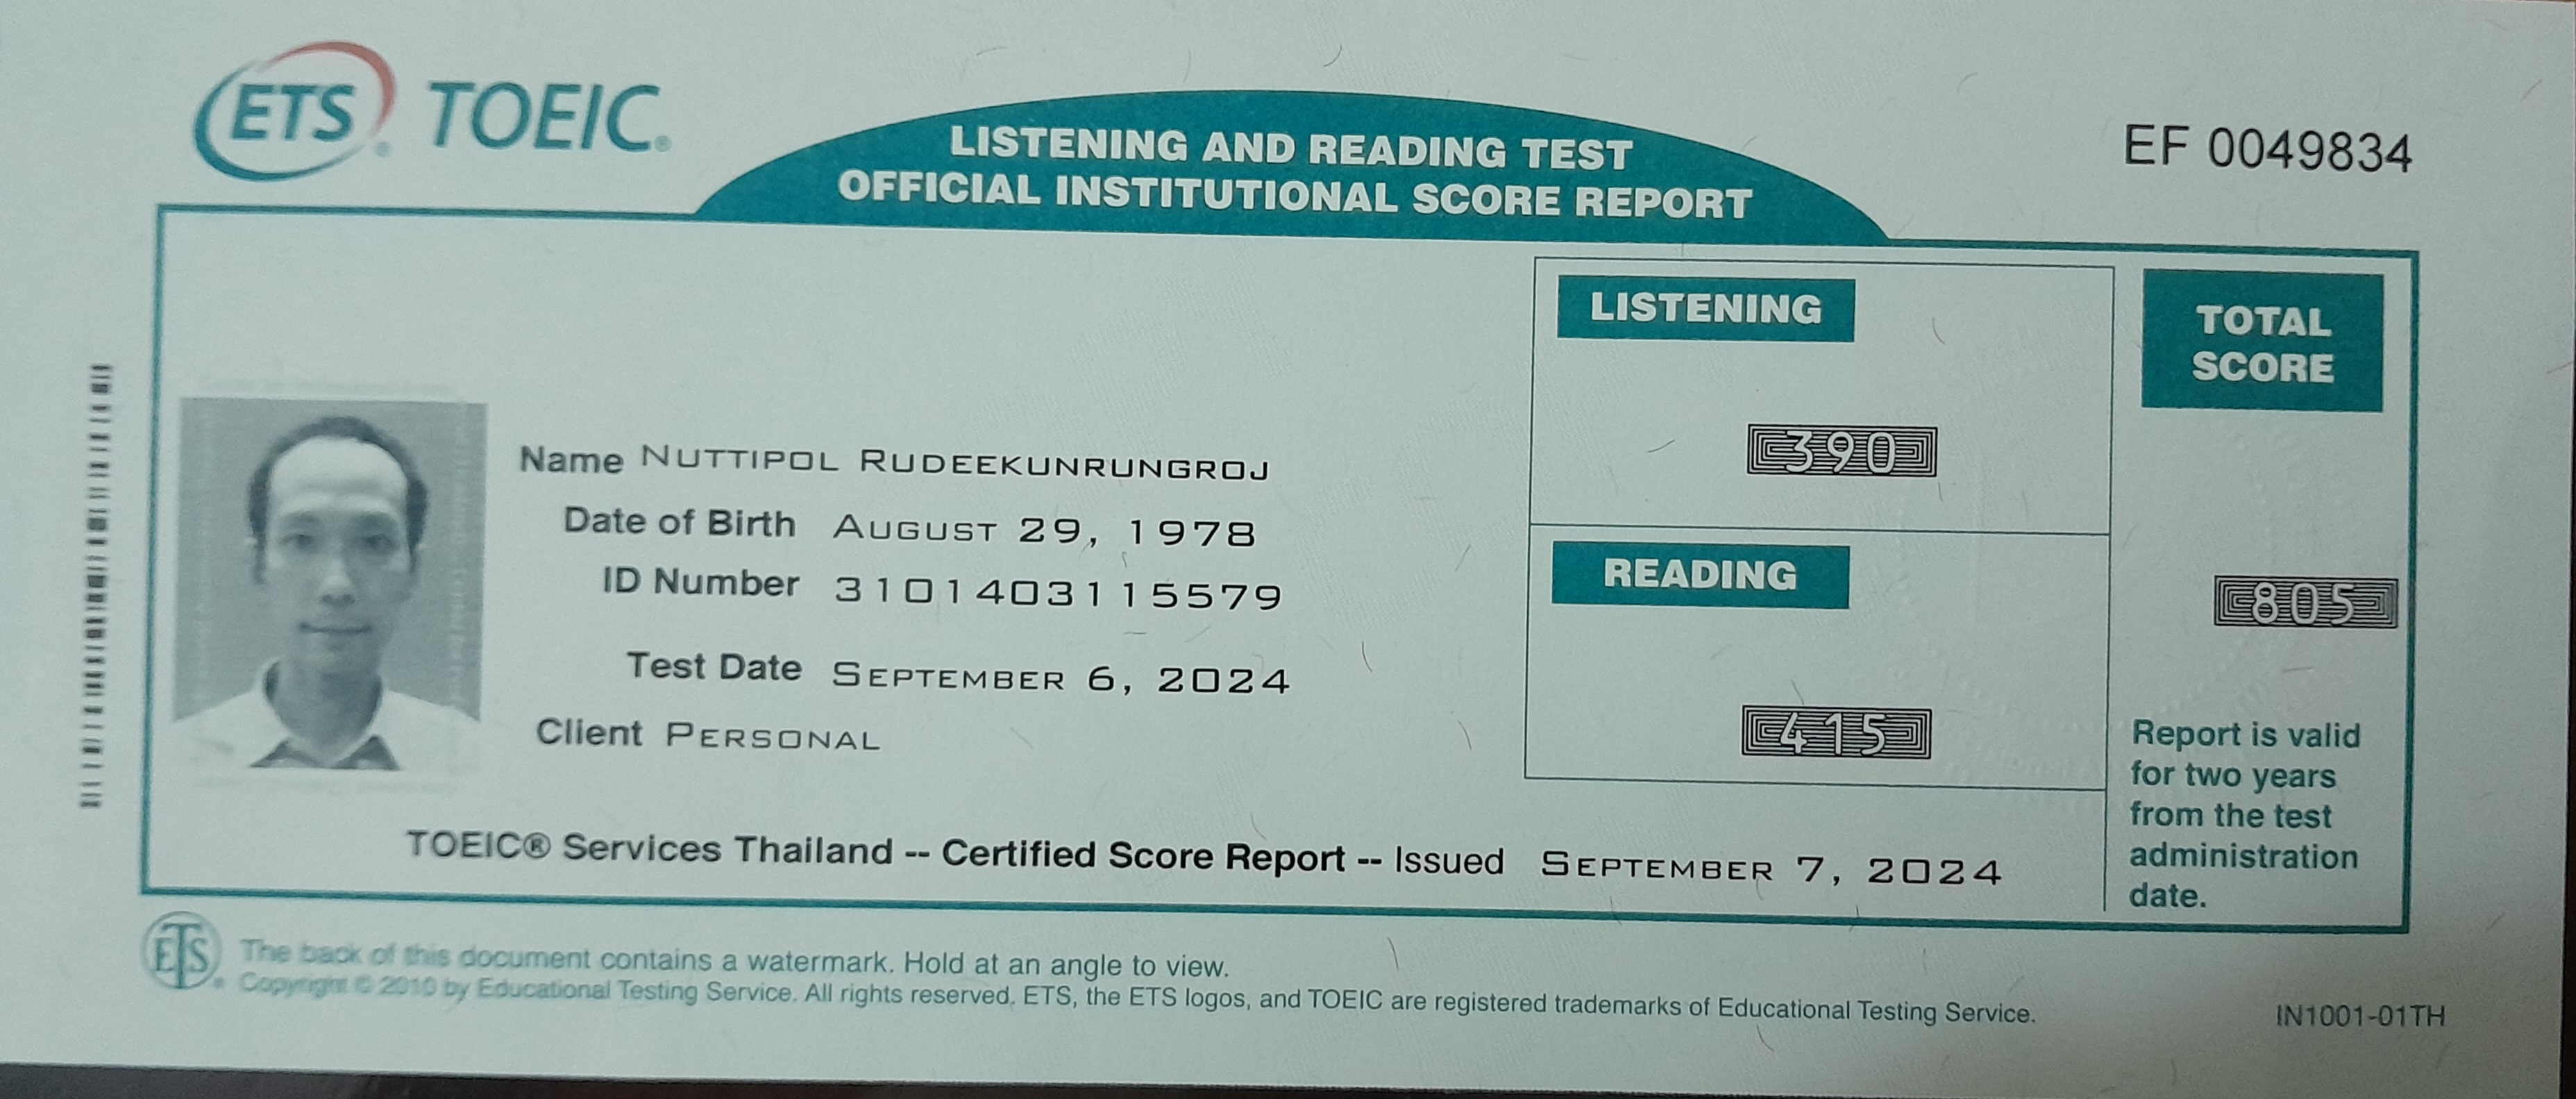 ETS® TOEIC®
LISTENING AND READING TEST
OFFICIAL INSTITUTIONAL SCORE REPORT
EF 0049834
Name NUTTIPOL RUDEEKUNRUNGROJ
Date of Birth AUGUST 29, 1978
ID Number 3101403115579
Test Date SEPTEMBER 6, 2024
Client PERSONAL
LISTENING
390
READING
415
TOTAL
SCORE
805
Report is valid
for two years
from the test
administration
date.
TOEIC® Services Thailand -- Certified Score Report -- Issued SEPTEMBER 7, 2024
ETS®
The back of this document contains a watermark. Hold at an angle to view.
Copyright © 2010 by Educational Testing Service. All rights reserved. ETS, the ETS logos, and TOEIC are registered trademarks of Educational Testing Service.
IN1001-01TH